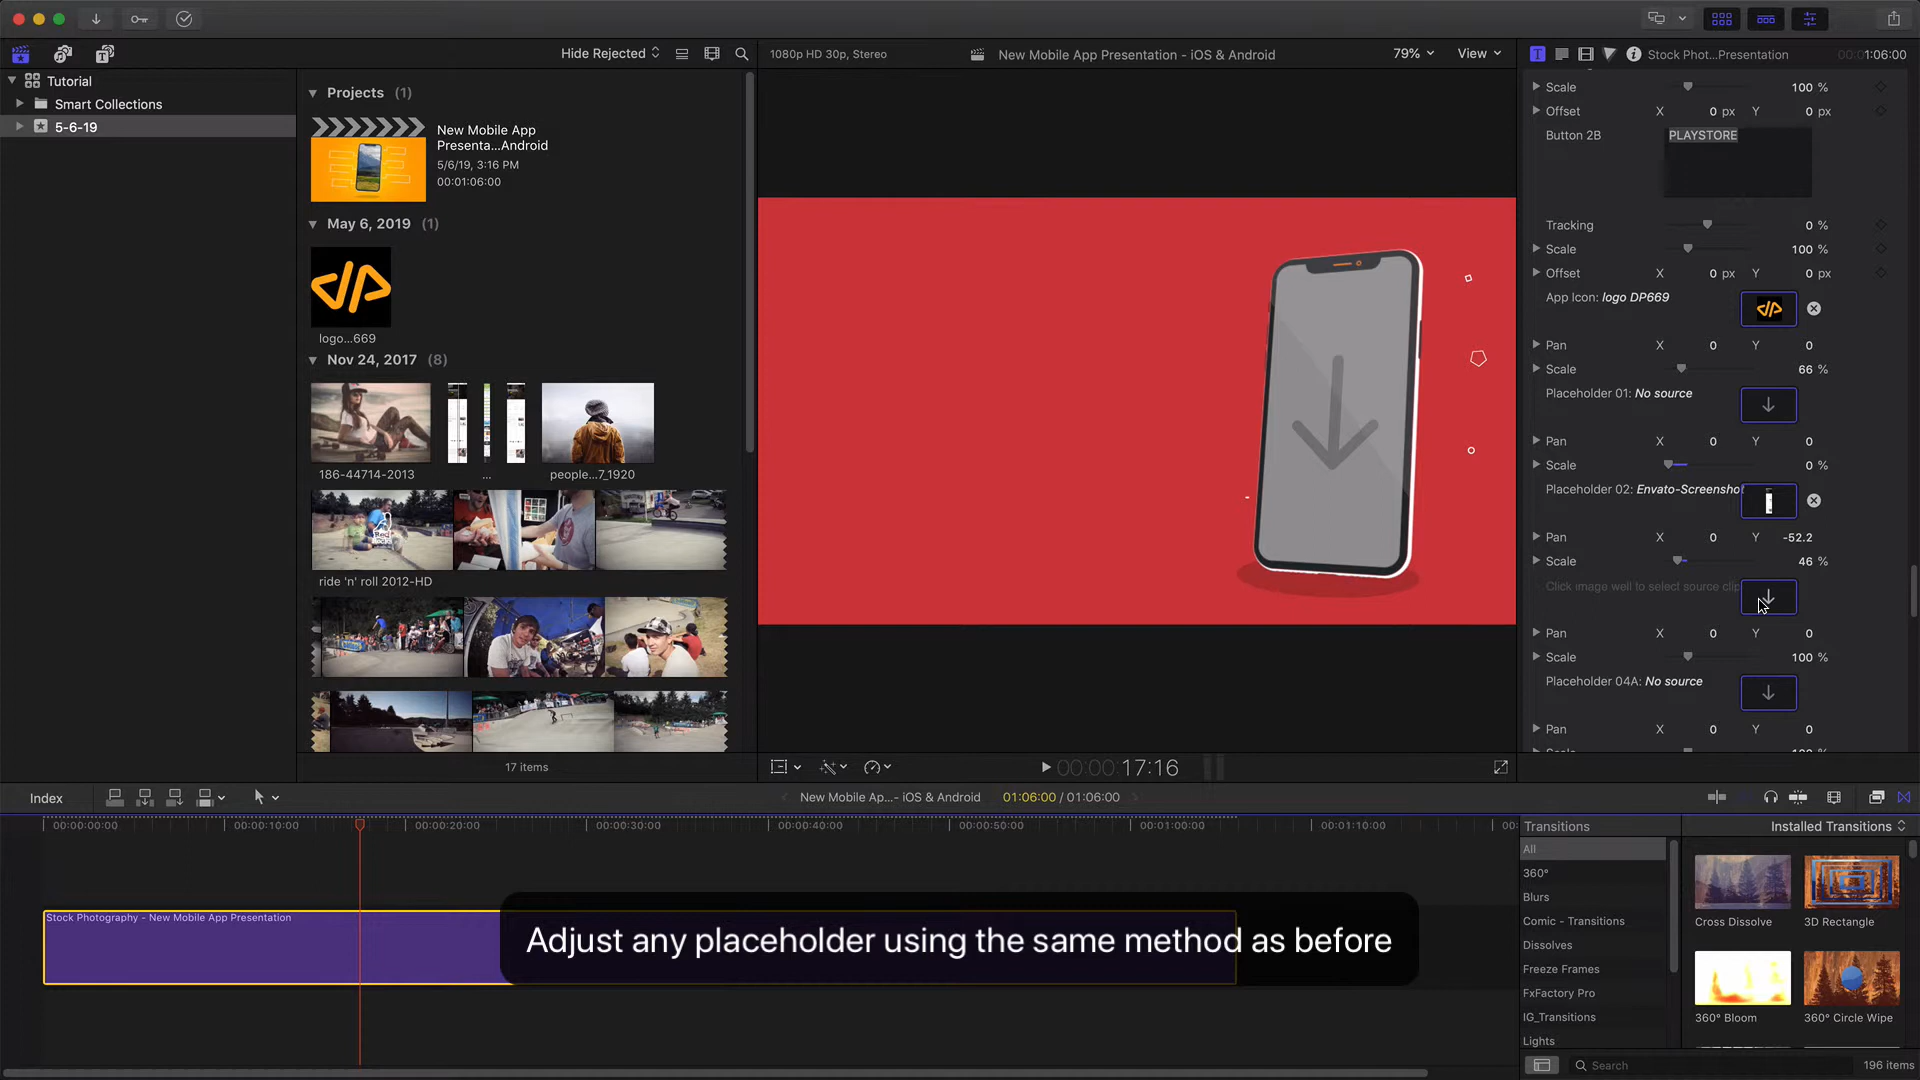 Hide Rejected
1080p HD 30p, Stereo
New Mobile App Presentation - iOS & Android
79%
View
Stock Phot...Presentation
1:06:00
Tutorial
Smart Collections
5-6-19
Projects (1)
New Mobile App
Presenta...Android
5/6/19, 3:16 PM
00:01:06:00
May 6, 2019 (1)
logo...669
Nov 24, 2017 (8)
186-44714-2013
...
people...7_1920
ride 'n' roll 2012-HD
17 items
Scale 100 %
Offset X 0 px Y 0 px
Button 2B PLAYSTORE
Tracking 0 %
Scale 100 %
Offset X 0 px Y 0 px
App Icon: logo DP669
Pan X 0 Y 0
Scale 66 %
Placeholder 01: No source
Pan X 0 Y 0
Scale 0 %
Placeholder 02: Envato-Screenshot
Pan X 0 Y -52.2
Scale 46 %
Click image well to select source clip
Pan X 0 Y 0
Scale 100 %
Placeholder 04A: No source
Pan X 0 Y 0
00:00:17:16
Index
New Mobile Ap...- iOS & Android
01:06:00 / 01:06:00
00:00:00:00
00:00:10:00
00:00:20:00
00:00:30:00
00:00:40:00
00:00:50:00
00:01:00:00
00:01:10:00
Stock Photography - New Mobile App Presentation
Adjust any placeholder using the same method as before
Transitions
Installed Transitions
All
360°
Blurs
Comic - Transitions
Dissolves
Freeze Frames
FxFactory Pro
IG_Transitions
Lights
Cross Dissolve
3D Rectangle
360° Bloom
360° Circle Wipe
Search
196 items